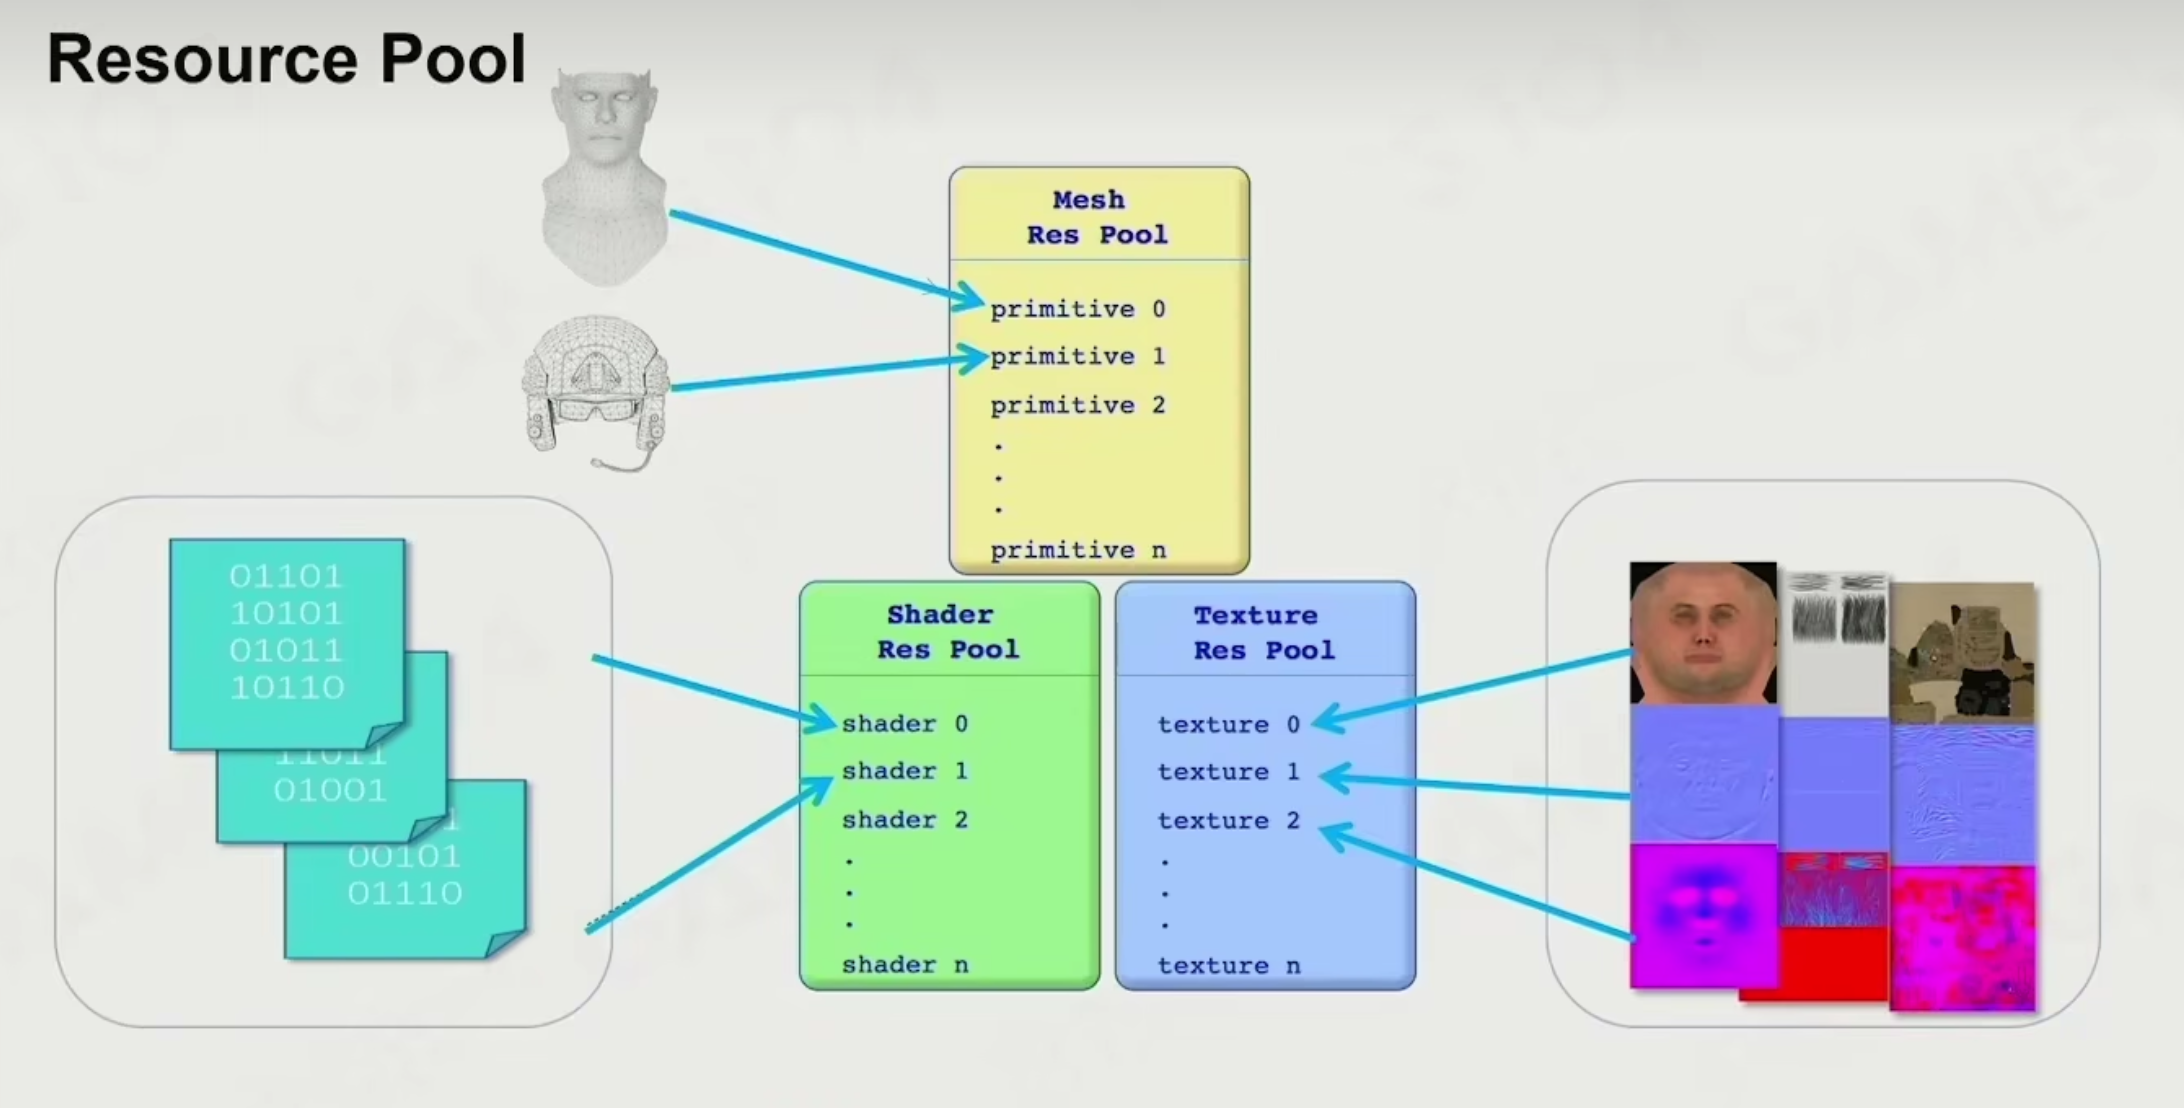 Resource Pool
Mesh
Res Pool
primitive 0
primitive 1
primitive 2
.
.
.
primitive n
01101
10101
01011
10110
11011
01001
00101
01110
Shader
Res Pool
shader 0
shader 1
shader 2
.
.
.
shader n
Texture
Res Pool
texture 0
texture 1
texture 2
.
.
.
texture n